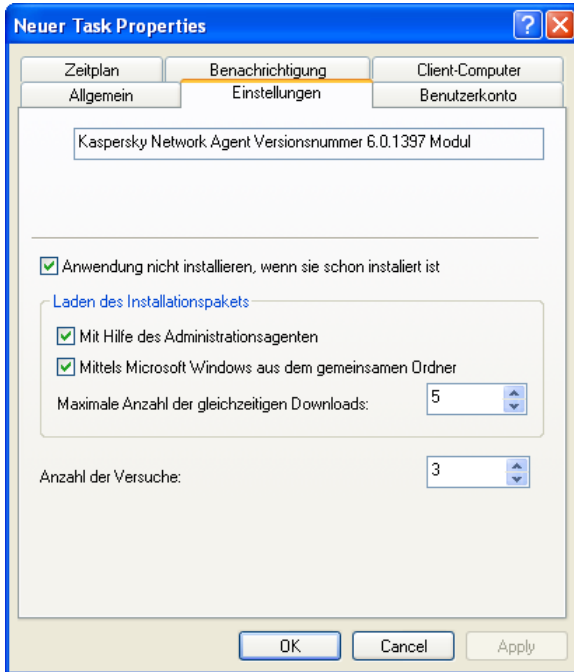 Neuer Task Properties
Zeitplan
Benachrichtigung
Client-Computer
Allgemein
Einstellungen
Benutzerkonto
Kaspersky Network Agent Versionsnummer 6.0.1397 Modul
Anwendung nicht installieren, wenn sie schon instaliert ist
Laden des Installationspakets
Mit Hilfe des Administrationsagenten
Mittels Microsoft Windows aus dem gemeinsamen Ordner
Maximale Anzahl der gleichzeitigen Downloads: 5
Anzahl der Versuche: 3
OK
Cancel
Apply